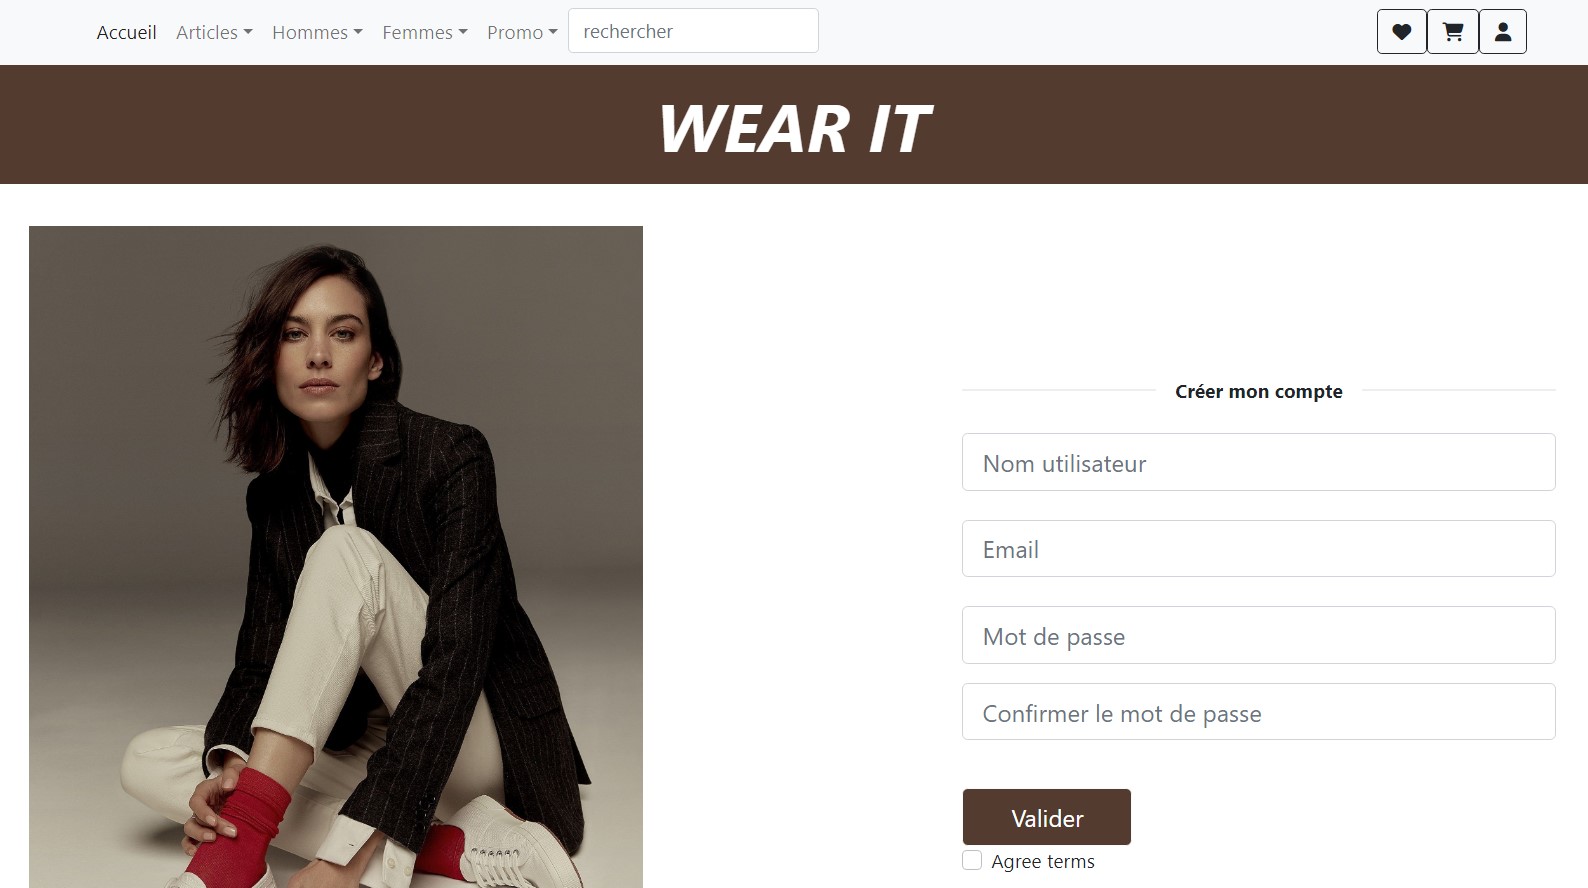 Accueil Articles Hommes Femmes Promo rechercher
WEAR IT
Créer mon compte
Nom utilisateur
Email
Mot de passe
Confirmer le mot de passe
Valider
Agree terms